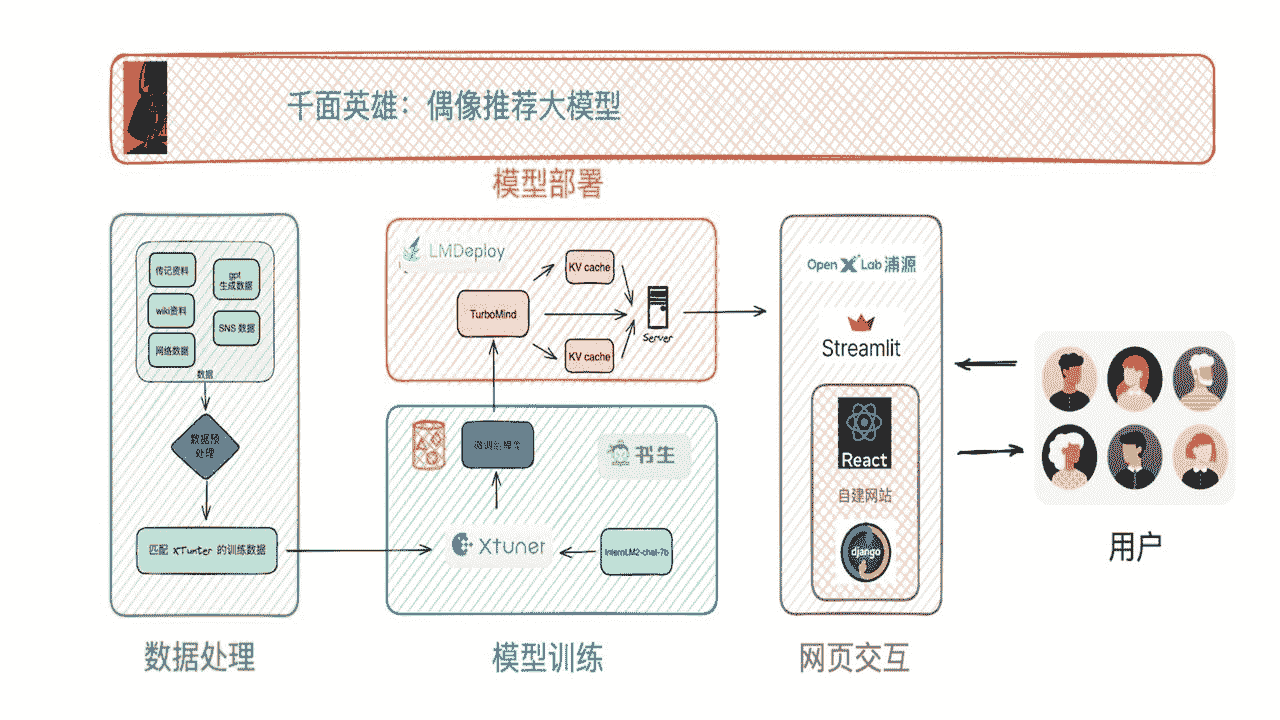 千面英雄：偶像推荐大模型
模型部署
传记资料
gpt
生成数据
wiki资料
SNS 数据
网络数据
数据
数据预
处理
匹配 XTunter 的训练数据
数据处理
LMDeploy
KV cache
TurboMind
KV cache
Server
书生
Xtuner
InternLM2-chat-7b
模型训练
Open X Lab 浦源
Streamlit
React
自建网站
django
网页交互
用户